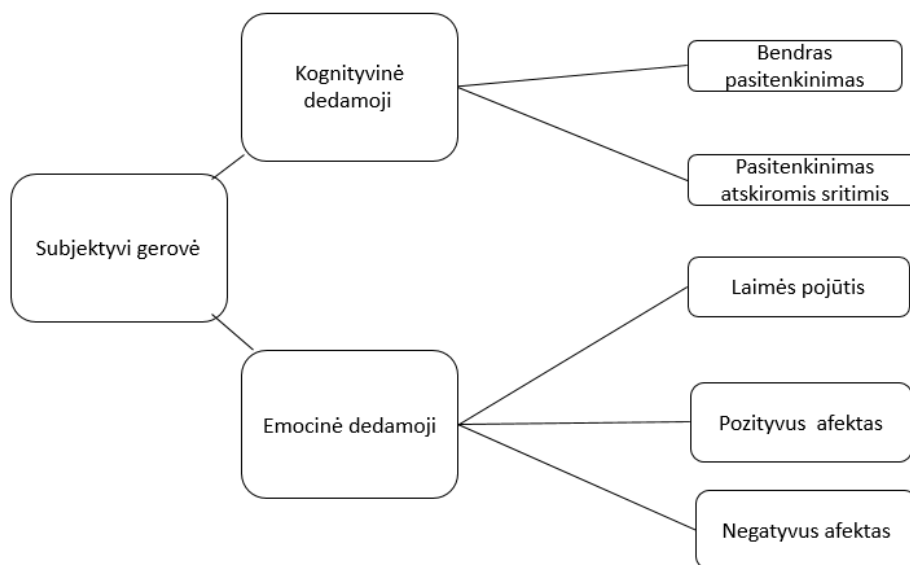 Kognityvinė
dedamoji
Bendras
pasitenkinimas
Pasitenkinimas
atskiromis sritimis
Subjektyvi gerovė
Laimės pojūtis
Emocinė dedamoji
Pozityvus  afektas
Negatyvus afektas